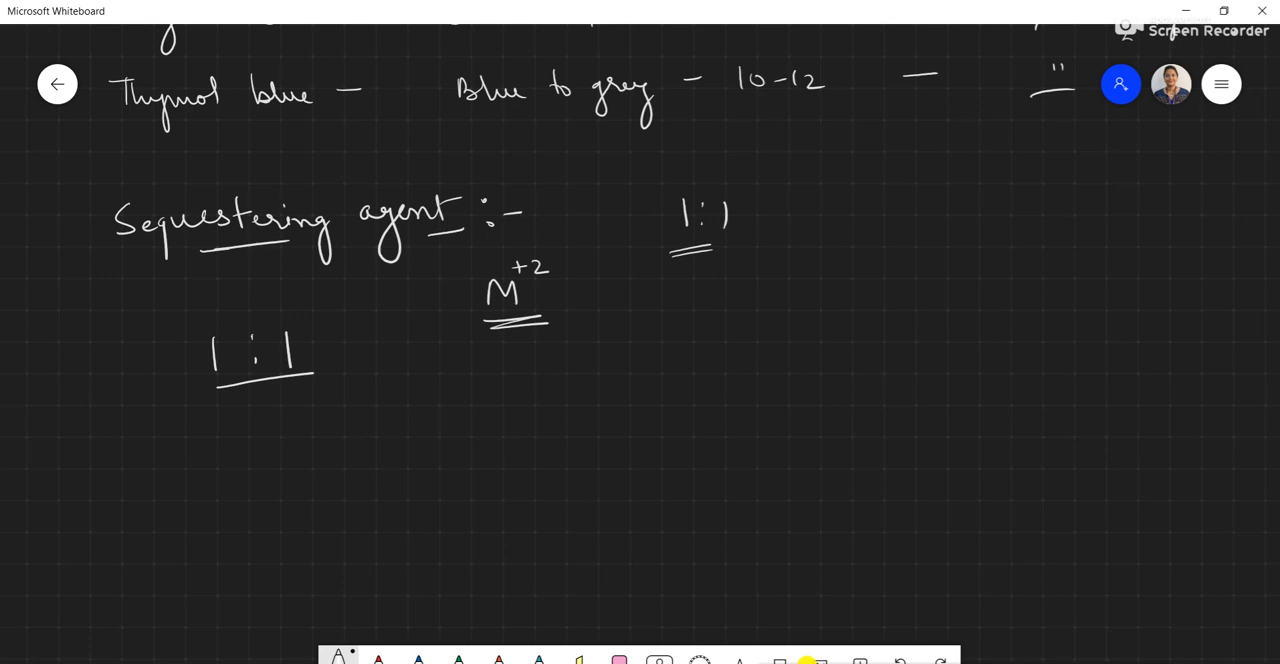 Microsoft Whiteboard
Screen Recorder
Thymol blue — Blue to grey - 10-12 — "
Sequestering agent :- 1:1
M+2
1 : 1